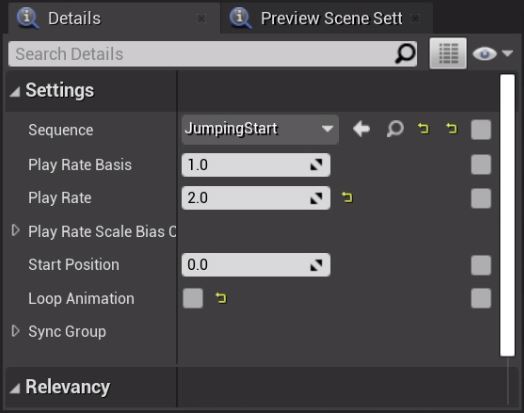 Details
Preview Scene Sett
Search Details
Settings
Sequence JumpingStart
Play Rate Basis 1.0
Play Rate 2.0
Play Rate Scale Bias C
Start Position 0.0
Loop Animation
Sync Group
Relevancy